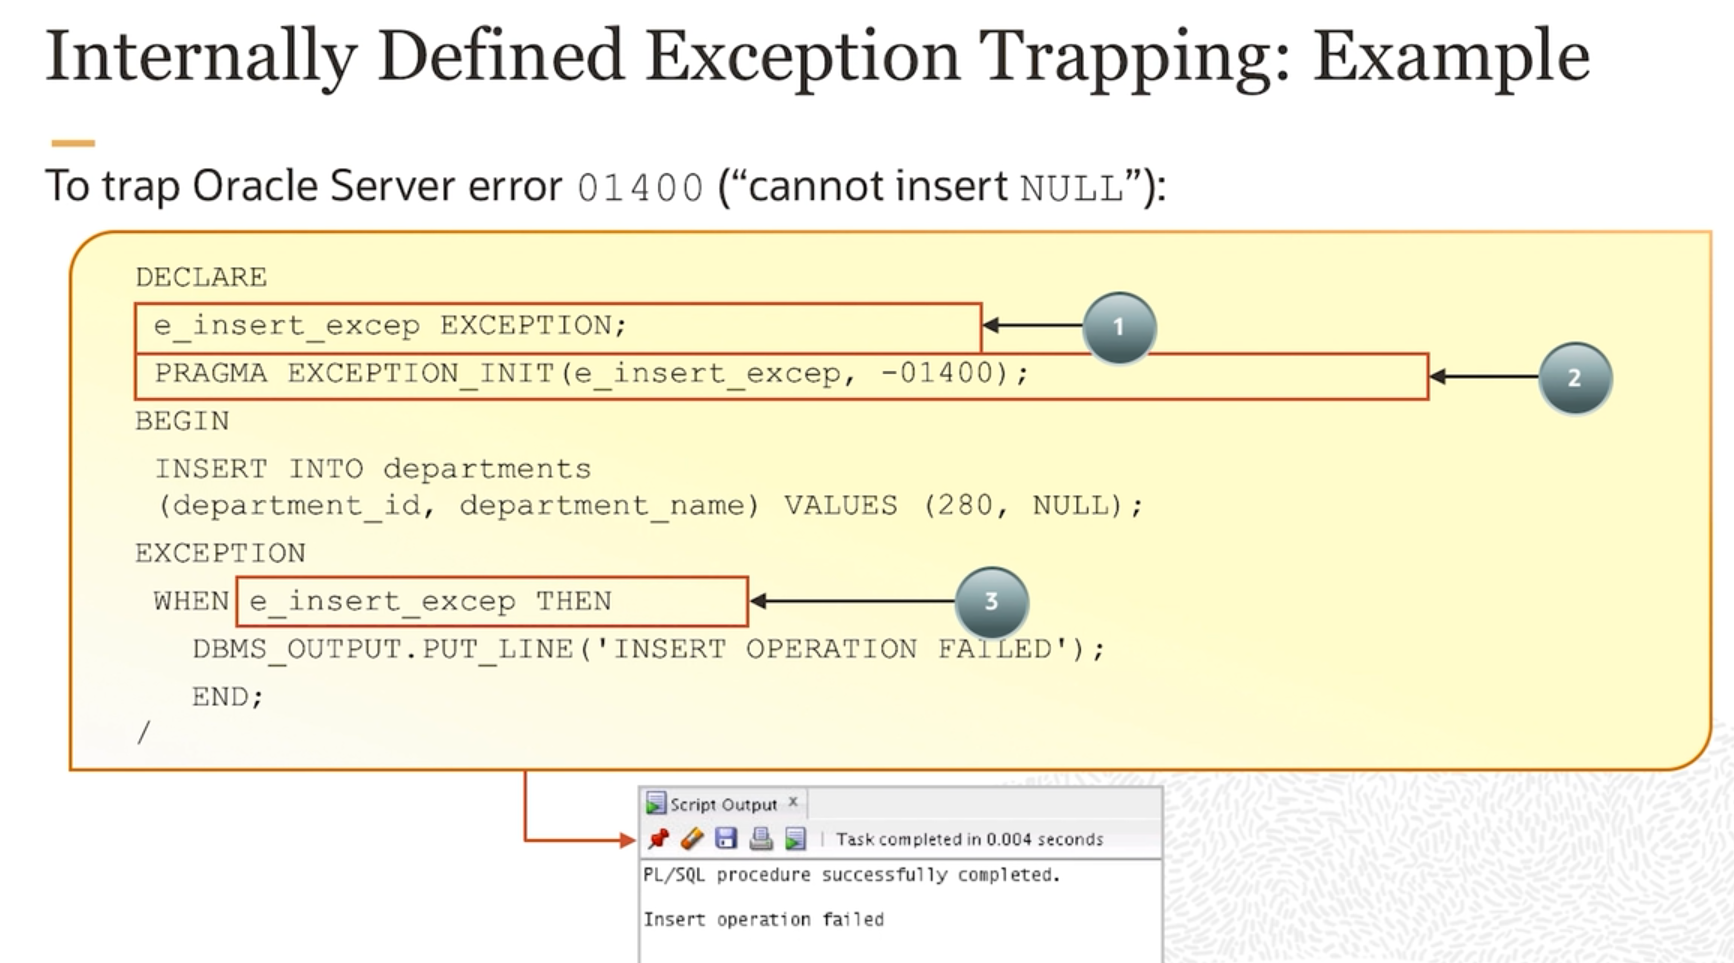 Internally Defined Exception Trapping: Example
To trap Oracle Server error 01400 (“cannot insert NULL”):
DECLARE
e_insert_excep EXCEPTION;
1
PRAGMA EXCEPTION_INIT(e_insert_excep, -01400);
2
BEGIN
INSERT INTO departments
(department_id, department_name) VALUES (280, NULL);
EXCEPTION
WHEN e_insert_excep THEN
3
DBMS_OUTPUT.PUT_LINE('INSERT OPERATION FAILED');
END;
/
Script Output x
Task completed in 0.004 seconds
PL/SQL procedure successfully completed.
Insert operation failed